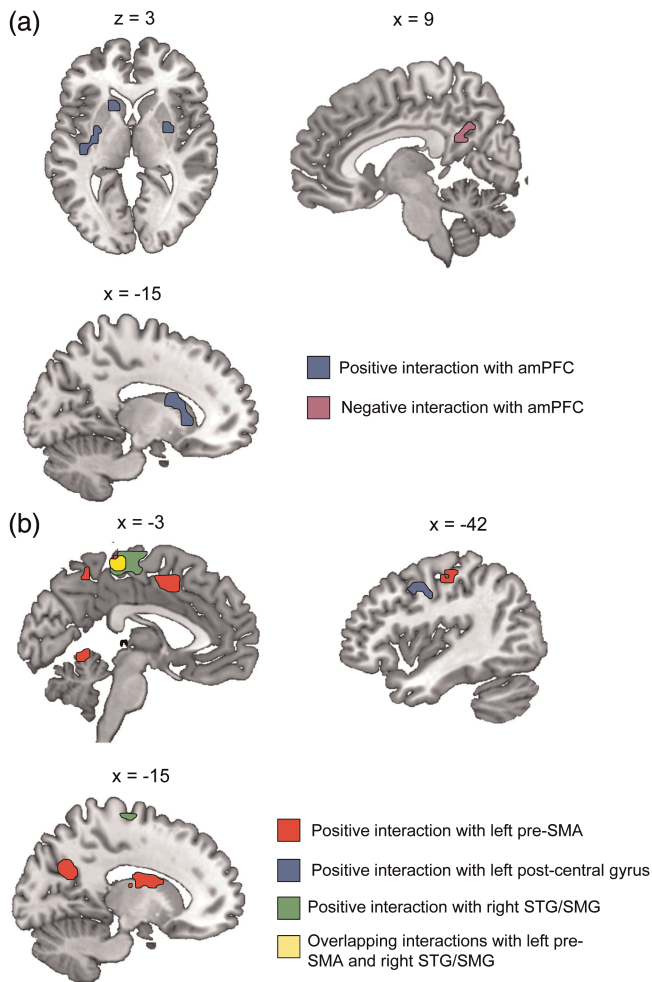 (a)
z = 3
x = 9
x = -15
Positive interaction with amPFC
Negative interaction with amPFC
(b)
x = -3
x = -42
x = -15
Positive interaction with left pre-SMA
Positive interaction with left post-central gyrus
Positive interaction with right STG/SMG
Overlapping interactions with left pre-
SMA and right STG/SMG